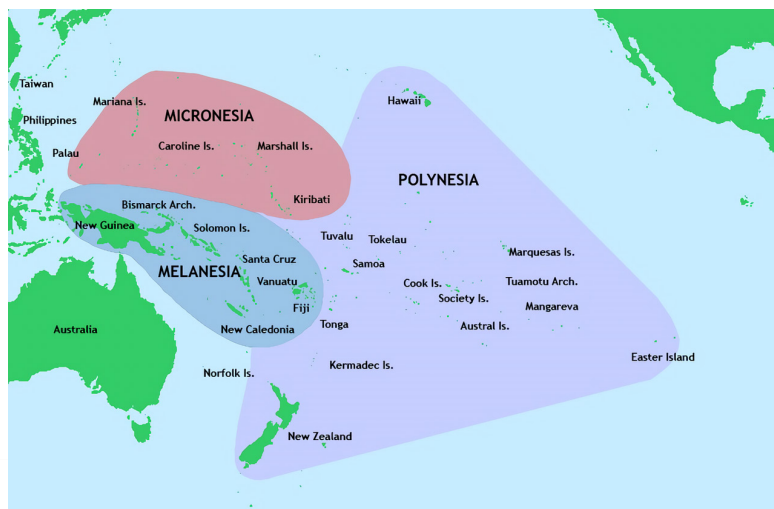 Taiwan
Mariana Is.
Hawaii
MICRONESIA
Philippines
Palau
Caroline Is.
Marshall Is.
POLYNESIA
Kiribati
Bismarck Arch.
New Guinea
Solomon Is.
Tuvalu
Tokelau
Marquesas Is.
Santa Cruz
Samoa
MELANESIA
Vanuatu
Cook Is.
Tuamotu Arch.
Society Is.
Fiji
Mangareva
Australia
New Caledonia
Tonga
Austral Is.
Easter Island
Kermadec Is.
Norfolk Is.
New Zealand